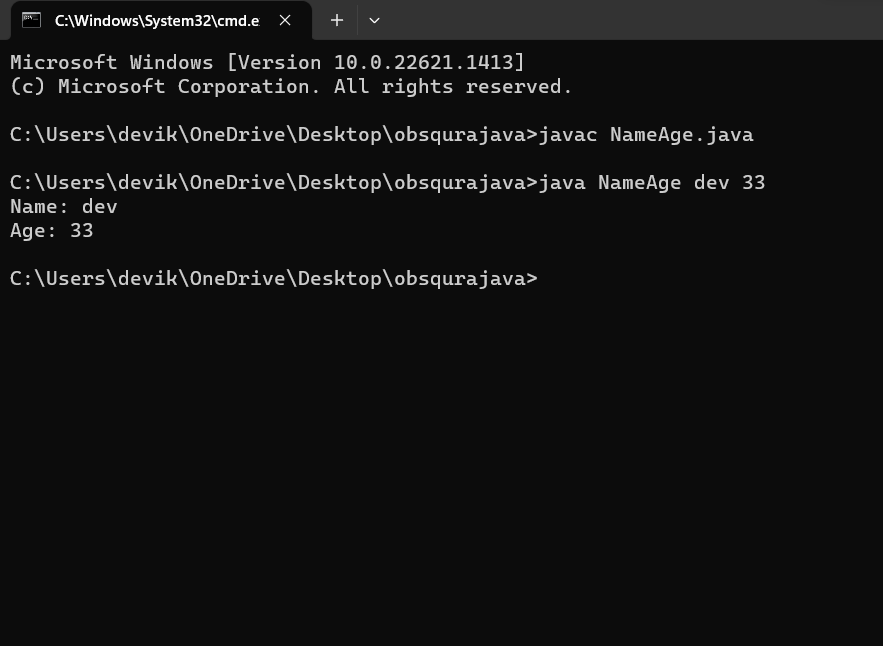 C:\Windows\System32\cmd.e
Microsoft Windows [Version 10.0.22621.1413]
(c) Microsoft Corporation. All rights reserved.
C:\Users\devik\OneDrive\Desktop\obsqurajava>javac NameAge.java
C:\Users\devik\OneDrive\Desktop\obsqurajava>java NameAge dev 33
Name: dev
Age: 33
C:\Users\devik\OneDrive\Desktop\obsqurajava>